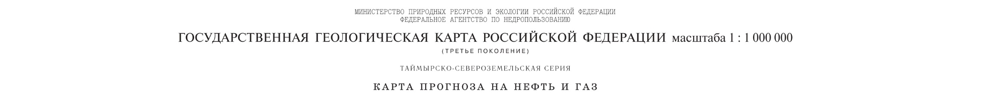 МИНИСТЕРСТВО ПРИРОДНЫХ РЕСУРСОВ И ЭКОЛОГИИ РОССИЙСКОЙ ФЕДЕРАЦИИ
ФЕДЕРАЛЬНОЕ АГЕНТСТВО ПО НЕДРОПОЛЬЗОВАНИЮ
ГОСУДАРСТВЕННАЯ ГЕОЛОГИЧЕСКАЯ КАРТА РОССИЙСКОЙ ФЕДЕРАЦИИ масштаба 1 : 1 000 000
(ТРЕТЬЕ ПОКОЛЕНИЕ)
ТАЙМЫРСКО-СЕВЕРОЗЕМЕЛЬСКАЯ СЕРИЯ
КАРТА ПРОГНОЗА НА НЕФТЬ И ГАЗ